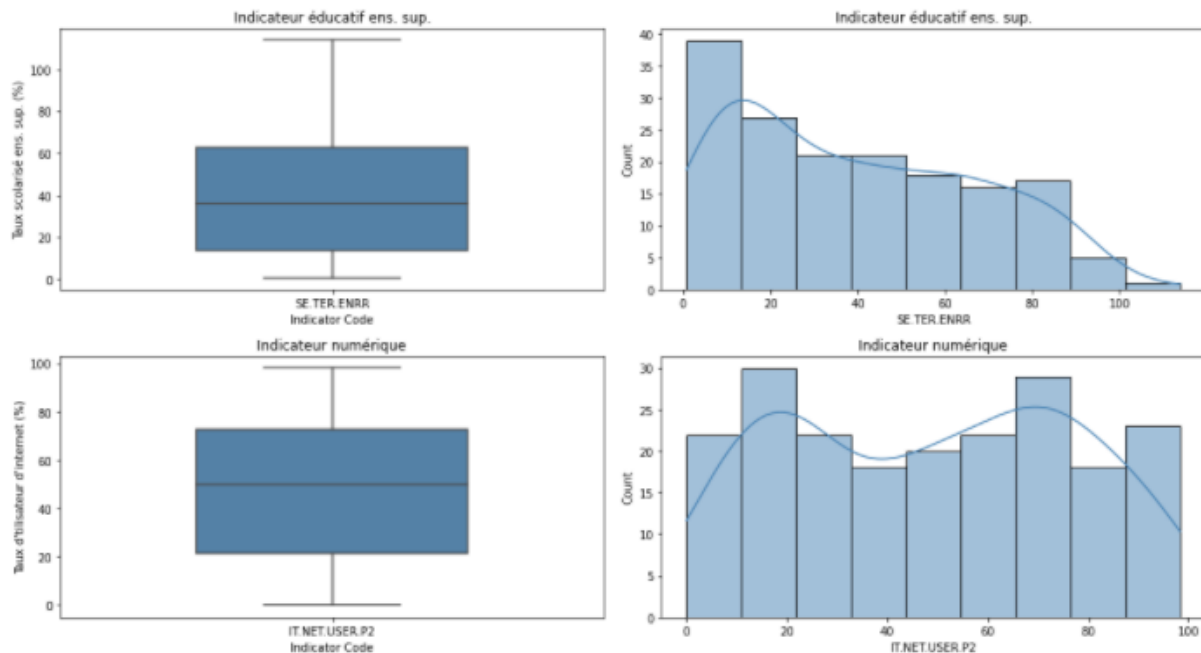 Indicateur éducatif ens. sup.
Taux scolarisé ens. sup. (%)
100
80
60
40
20
0
SE.TER.ENRR
Indicator Code
Indicateur éducatif ens. sup.
Count
40
35
30
25
20
15
10
5
0
0 20 40 60 80 100
SE.TER.ENRR
Indicateur numérique
Taux d'tilisateur d'internet (%)
100
80
60
40
20
0
IT.NET.USER.P2
Indicator Code
Indicateur numérique
Count
30
25
20
15
10
5
0
0 20 40 60 80 100
IT.NET.USER.P2